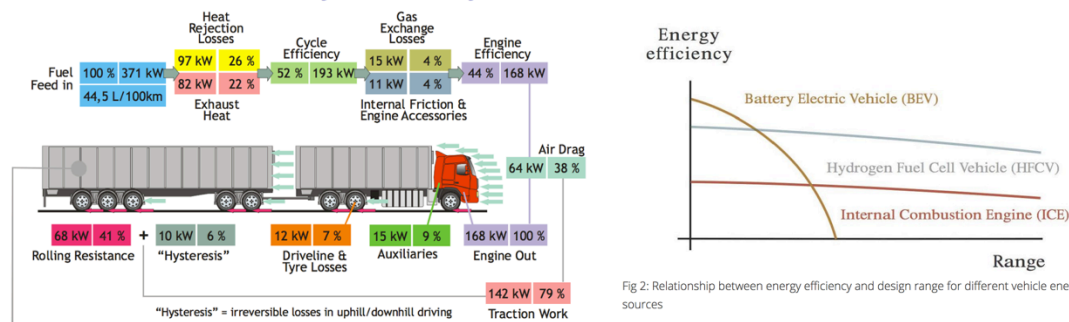 Heat
Rejection
Losses
Gas
Exchange
Losses
Cycle
Efficiency
Engine
Efficiency
Fuel
Feed in
100 % 371 kW
44,5 L/100km
97 kW 26 %
82 kW 22 %
Exhaust
Heat
52 % 193 kW
15 kW 4 %
11 kW 4 %
Internal Friction &
Engine Accessories
44 % 168 kW
Air Drag
64 kW 38 %
68 kW 41 % + 10 kW 6 % 12 kW 7 % 15 kW 9 % 168 kW 100 %
Rolling Resistance
"Hysteresis"
Driveline &
Tyre Losses
Auxiliaries
Engine Out
142 kW 79 %
Traction Work
"Hysteresis" = irreversible losses in uphill/downhill driving
Energy
efficiency
Battery Electric Vehicle (BEV)
Hydrogen Fuel Cell Vehicle (HFCV)
Internal Combustion Engine (ICE)
Range
Fig 2: Relationship between energy efficiency and design range for different vehicle ene
sources